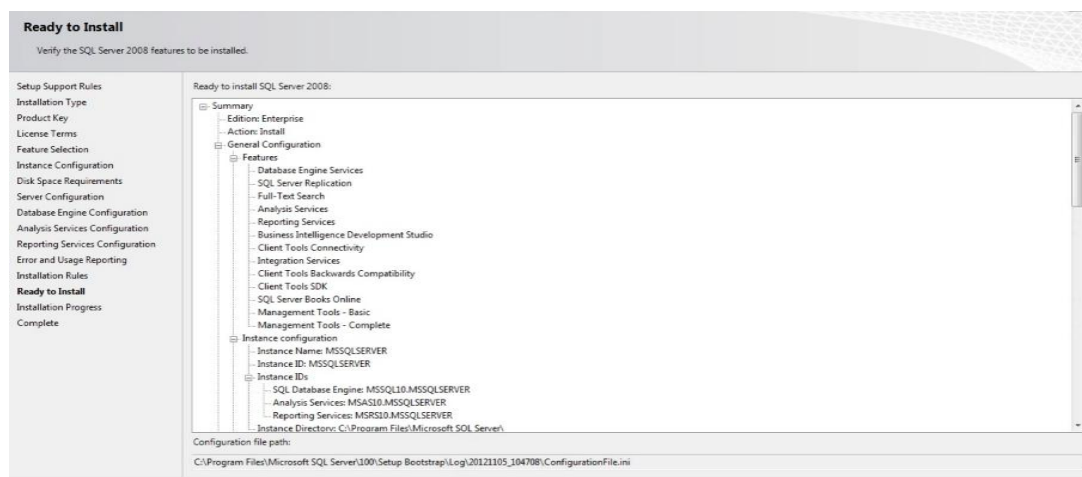 Ready to Install
Verify the SQL Server 2008 features to be installed.
Setup Support Rules
Installation Type
Product Key
License Terms
Feature Selection
Instance Configuration
Disk Space Requirements
Server Configuration
Database Engine Configuration
Analysis Services Configuration
Reporting Services Configuration
Error and Usage Reporting
Installation Rules
Ready to Install
Installation Progress
Complete
Ready to install SQL Server 2008:
Summary
Edition: Enterprise
Action: Install
General Configuration
Features
Database Engine Services
SQL Server Replication
Full-Text Search
Analysis Services
Reporting Services
Business Intelligence Development Studio
Client Tools Connectivity
Integration Services
Client Tools Backwards Compatibility
Client Tools SDK
SQL Server Books Online
Management Tools - Basic
Management Tools - Complete
Instance configuration
Instance Name: MSSQLSERVER
Instance ID: MSSQLSERVER
Instance IDs
SQL Database Engine: MSSQL10.MSSQLSERVER
Analysis Services: MSAS10.MSSQLSERVER
Reporting Services: MSRS10.MSSQLSERVER
Instance Directory: C:\Program Files\Microsoft SQL Server\
Configuration file path:
C:\Program Files\Microsoft SQL Server\100\Setup Bootstrap\Log\20121105_104708\ConfigurationFile.ini